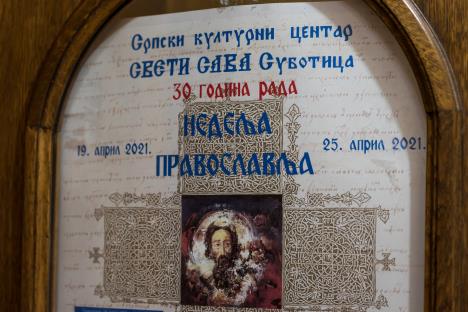 Српски културни центар
СВЕТИ САВА Суботица
30 година рада
НЕДЕЉА
19. април 2021.
25. април 2021.
ПРАВОСЛАВЉА